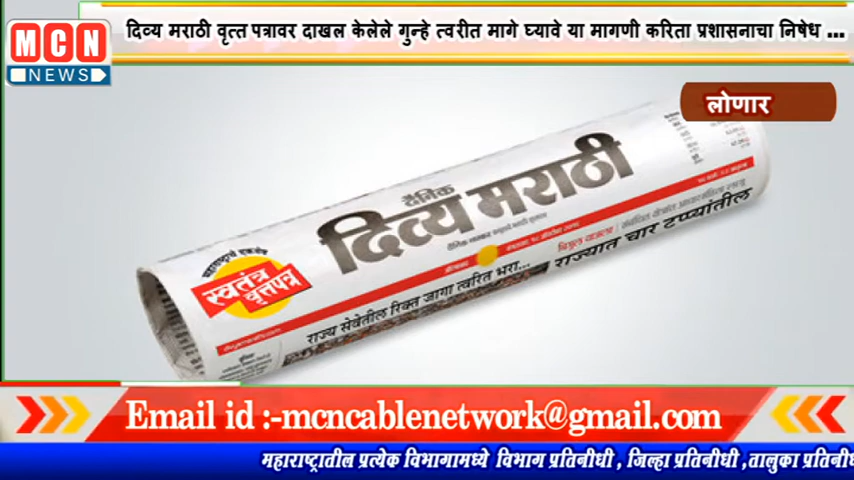 MCN
NEWS
दिव्य मराठी वृत्त पत्रावर दाखल केलेले गुन्हे त्वरीत मागे घ्यावे या मागणी करिता प्रशासनाचा निषेध ...
लोणार
दैनिक
दिव्य मराठी
स्वतंत्र
वृत्तपत्र
राज्यात चार टप्प्यांतील
राज्य सेवेतील रिक्त जागा त्वरित भरा...
Email id :-mcncablenetwork@gmail.com
महाराष्ट्रातील प्रत्येक विभागामध्ये विभाग प्रतिनीधी , जिल्हा प्रतिनीधी ,तालुका प्रतिनीधी